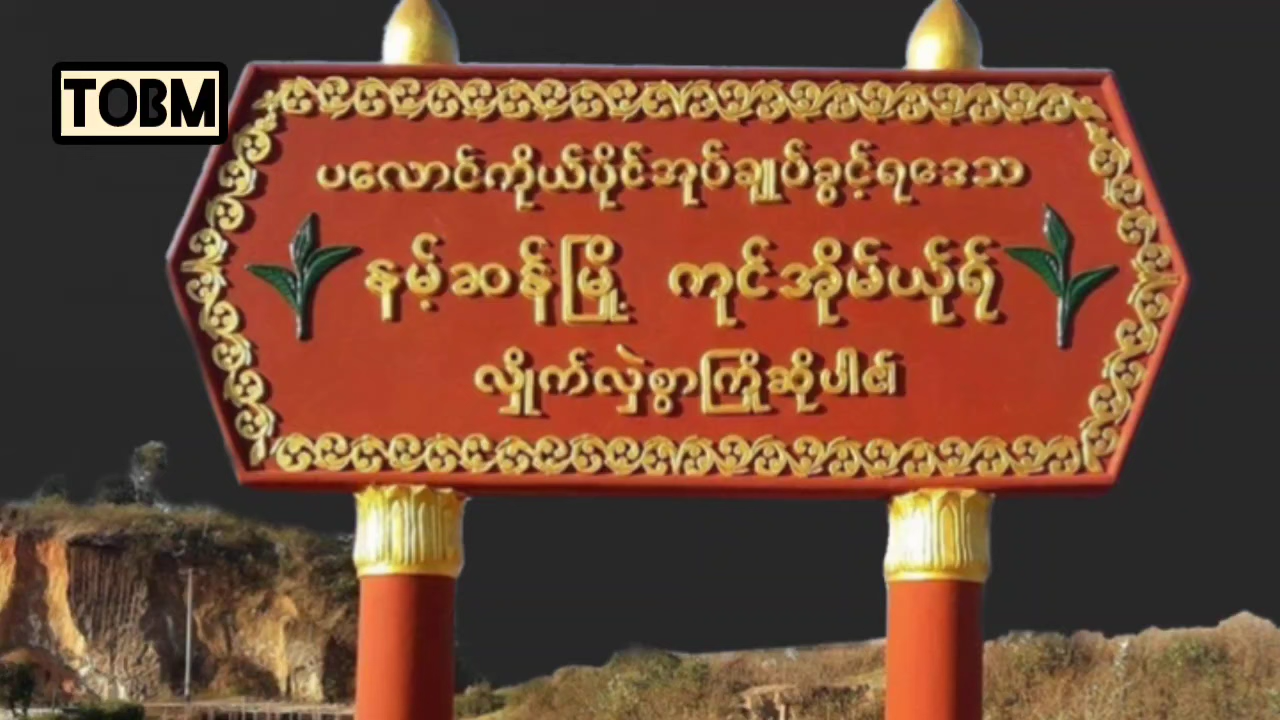 TOBM
ပလောင်ကိုယ်ပိုင်အုပ်ချုပ်ခွင့်ရဒေသ
နမ့်ဆန်မြို့ ကုင်အိုမ်ယု်ရ်
လှိုက်လှဲစွာကြိုဆိုပါ၏